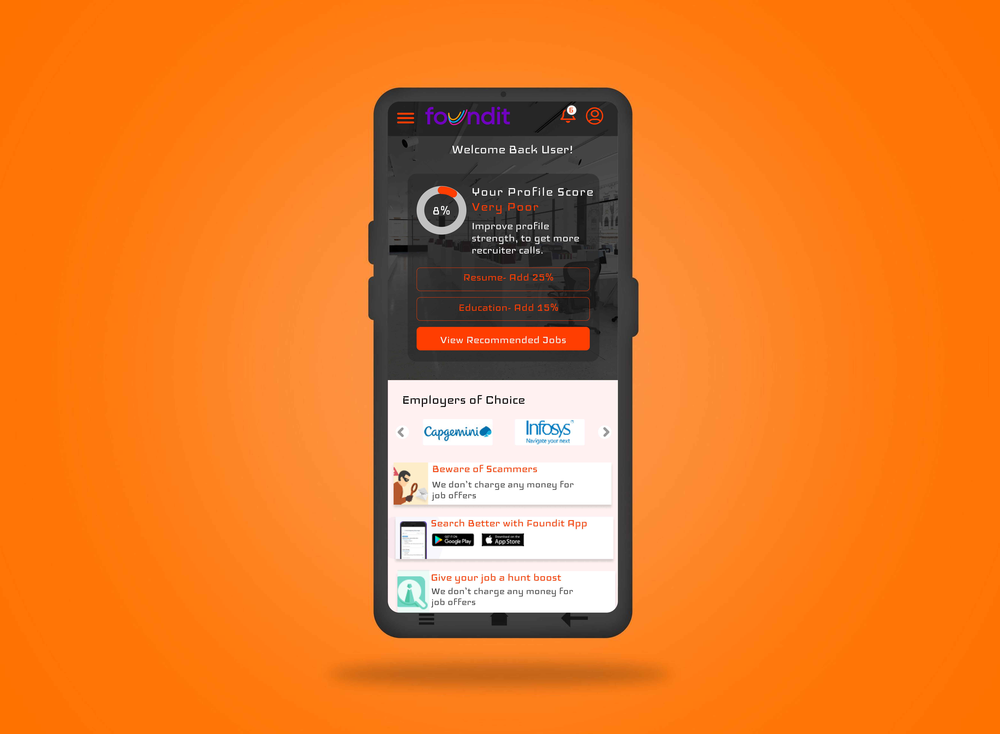 foundit
6
Welcome Back User!
8%
Your Profile Score
Very Poor
Improve profile
strength, to get more
recruiter calls.
Resume- Add 25%
Education- Add 15%
View Recommended Jobs
Employers of Choice
Capgemini
Infosys
Navigate your next
Beware of Scammers
We don't charge any money for
job offers
Search Better with Foundit App
GET IT ON
Google Play
Download on the
App Store
Give your job a hunt boost
We don't charge any money for
job offers